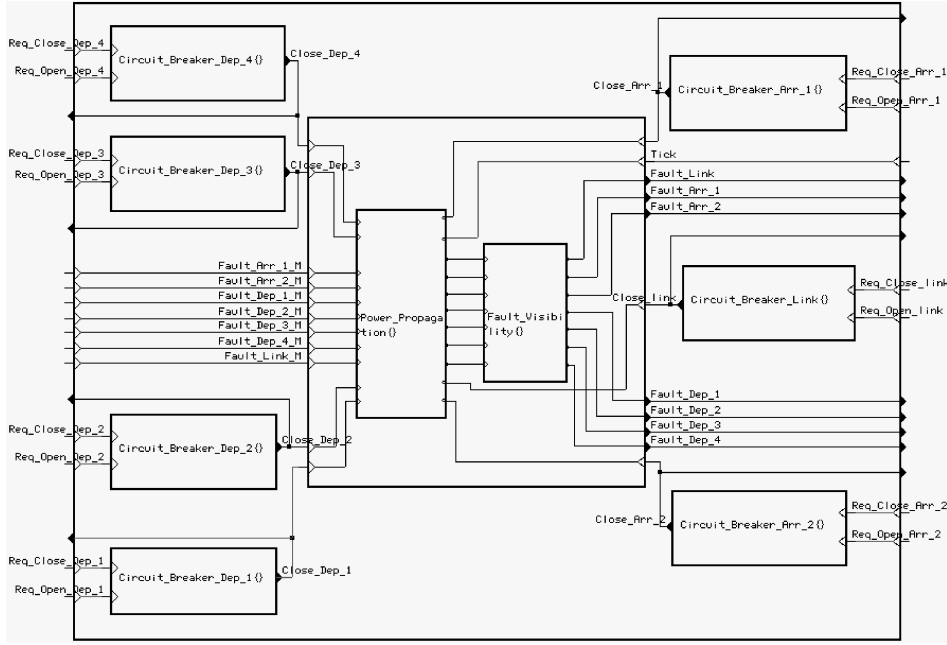 Req_Close_Dep_4
Close_Dep_4
Circuit_Breaker_Dep_4{}
Req_Open_Dep_4
Req_Close_Arr_1
Close_Arr_1
Circuit_Breaker_Arr_1{}
Req_Open_Arr_1
Req_Close_Dep_3
Close_Dep_3
Circuit_Breaker_Dep_3{}
Req_Open_Dep_3
Tick
Fault_Link
Fault_Arr_1
Fault_Arr_2
Fault_Arr_1_M
Fault_Arr_2_M
Fault_Dep_1_M
Fault_Dep_2_M
Fault_Dep_3_M
Fault_Dep_4_M
Fault_Link_M
Power_Propaga
tion{}
Fault_Visibi
lity{}
Close_link
Circuit_Breaker_Link{}
Req_Close_link
Req_Open_link
Fault_Dep_1
Fault_Dep_2
Fault_Dep_3
Fault_Dep_4
Req_Close_Dep_2
Close_Dep_2
Circuit_Breaker_Dep_2{}
Req_Open_Dep_2
Close_Arr_2
Circuit_Breaker_Arr_2{}
Req_Close_Arr_2
Req_Open_Arr_2
Req_Close_Dep_1
Close_Dep_1
Circuit_Breaker_Dep_1{}
Req_Open_Dep_1